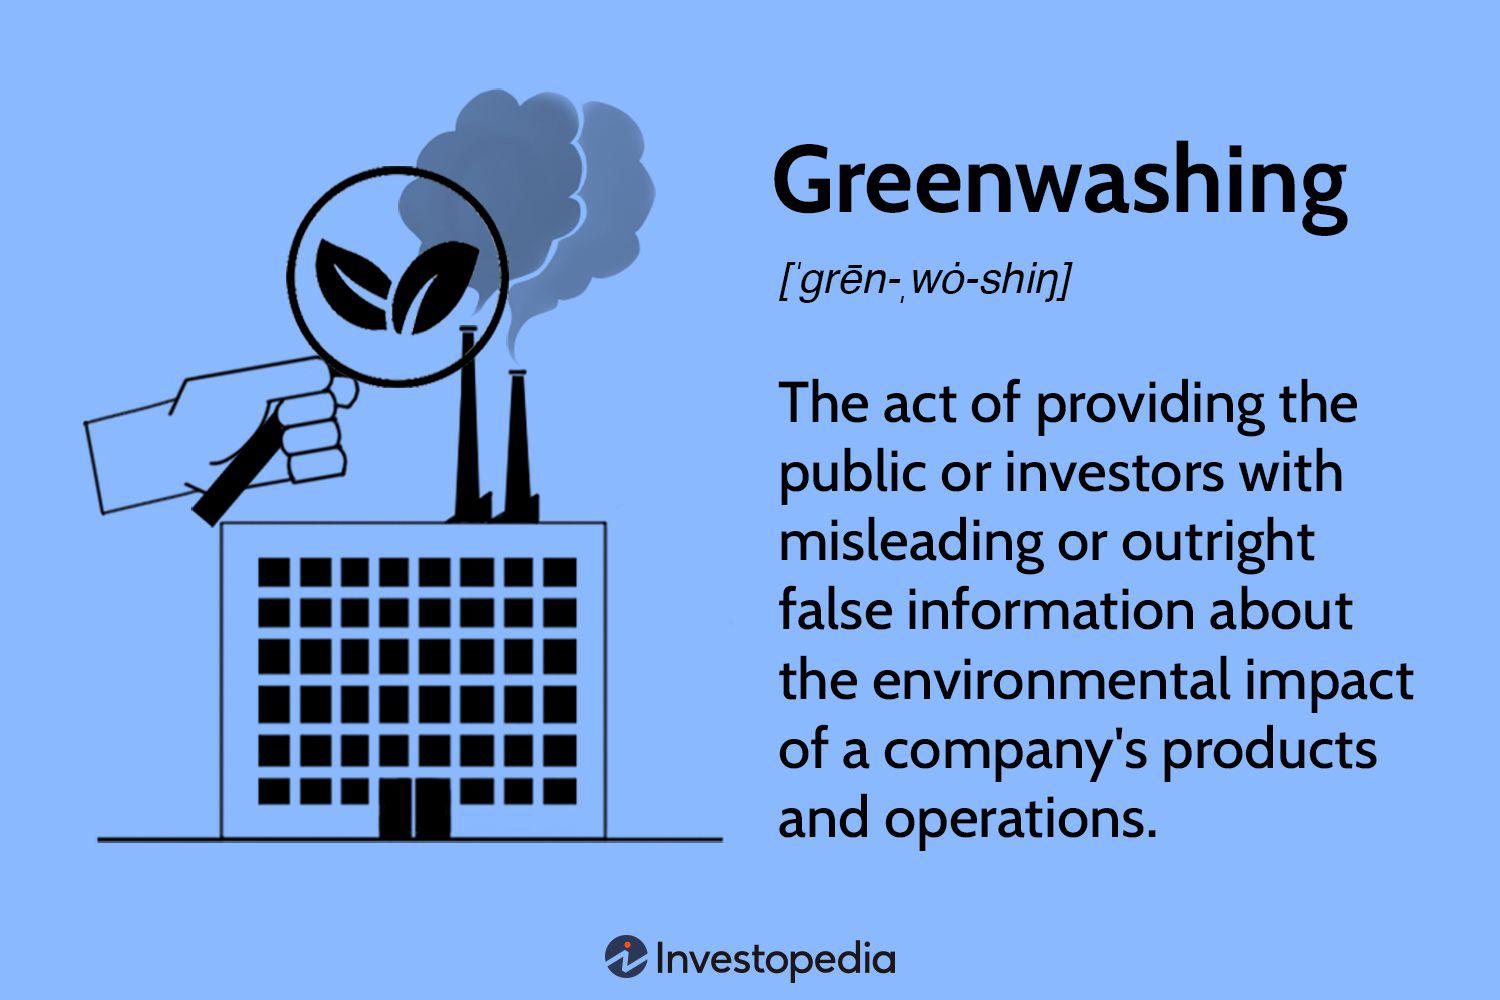 Greenwashing
[ˈgrēn-ˌwȯ-shiŋ]
The act of providing the
public or investors with
misleading or outright
false information about
the environmental impact
of a company's products
and operations.
Investopedia